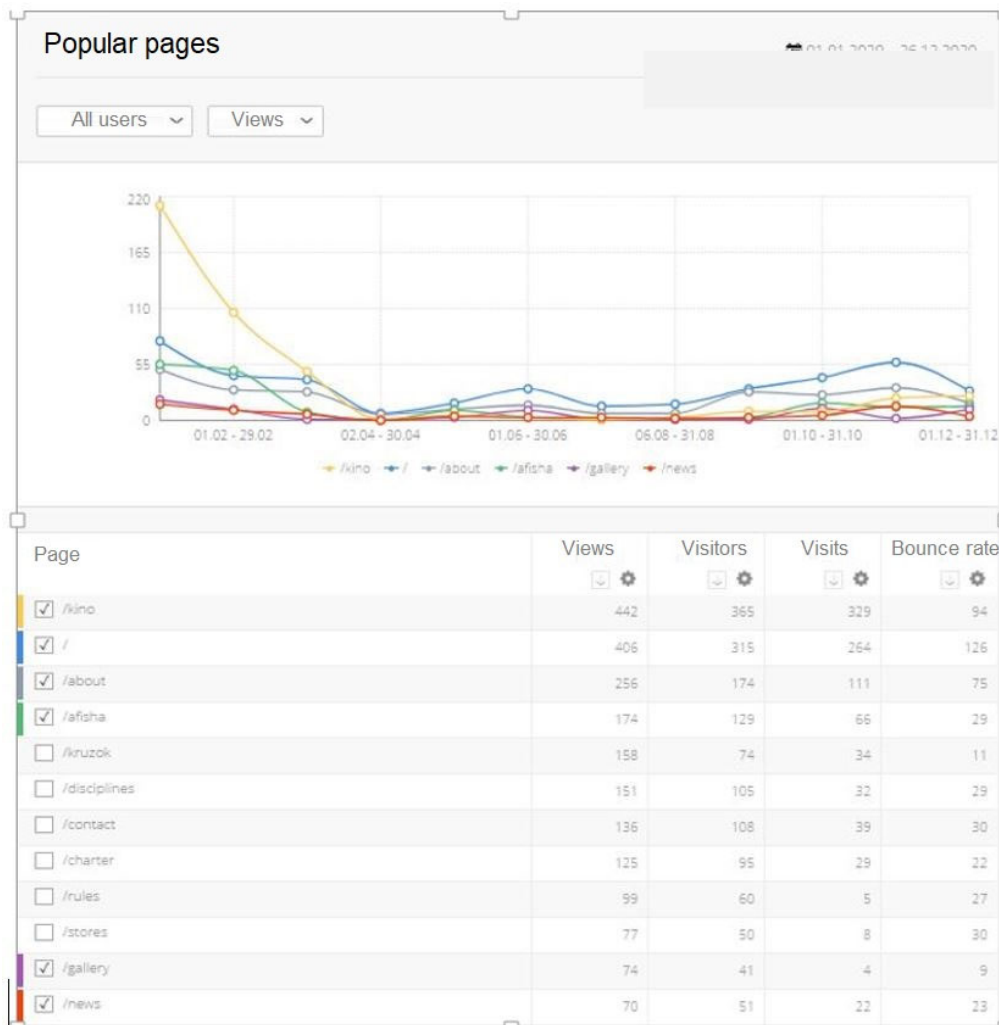 Popular pages
All users Views
220
165
110
55
0
01.02 - 29.02 02.04 - 30.04 01.06 - 30.06 06.08 - 31.08 01.10 - 31.10 01.12 - 31.12
/kino / /about /afisha /gallery /news
Page Views Visitors Visits Bounce rate
/kino 442 365 329 94
/ 406 315 264 126
/about 256 174 111 75
/afisha 174 129 66 29
/kruzok 158 74 34 11
/disciplines 151 105 32 29
/contact 136 108 39 30
/charter 125 95 29 22
/rules 99 60 5 27
/stores 77 50 8 30
/gallery 74 41 4 9
/news 70 51 22 23